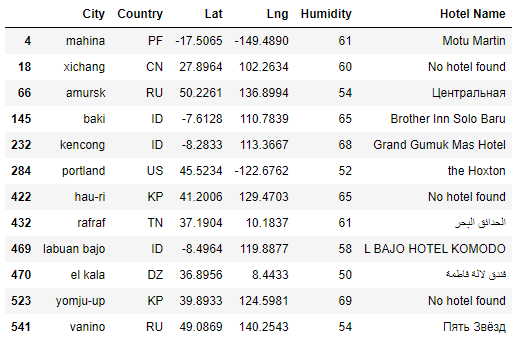 City Country Lat Lng Humidity Hotel Name
4 mahina PF -17.5065 -149.4890 61 Motu Martin
18 xichang CN 27.8964 102.2634 60 No hotel found
66 amursk RU 50.2261 136.8994 54 Центральная
145 baki ID -7.6128 110.7839 65 Brother Inn Solo Baru
232 kencong ID -8.2833 113.3667 68 Grand Gumuk Mas Hotel
284 portland US 45.5234 -122.6762 52 the Hoxton
422 hau-ri KP 41.2006 129.4703 65 No hotel found
432 rafraf TN 37.1904 10.1837 61 الحدائق البحر
469 labuan bajo ID -8.4964 119.8877 58 L BAJO HOTEL KOMODO
470 el kala DZ 36.8956 8.4433 50 فندق لالة فاطمة
523 yomju-up KP 39.8933 124.5981 69 No hotel found
541 vanino RU 49.0869 140.2543 54 Пять Звёзд